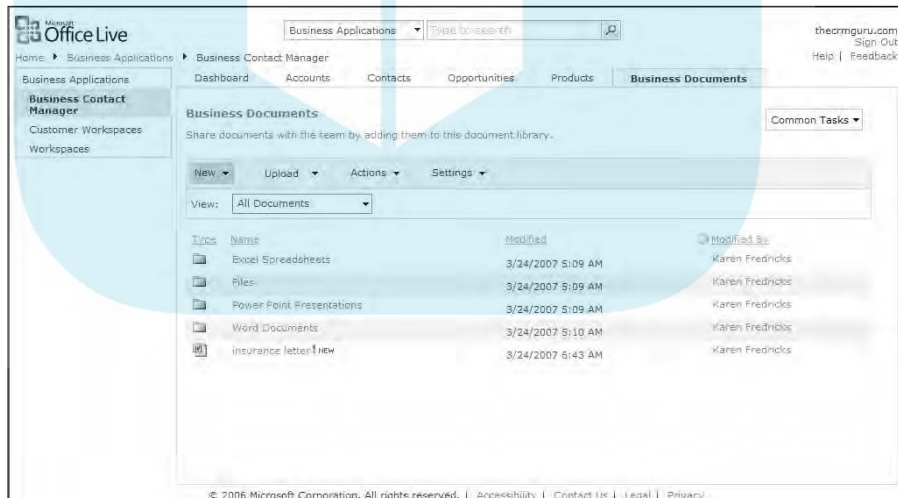 Microsoft
Office Live
Business Applications
Type to search
thecrmguru.com
Sign Out
Help | Feedback
Home Business Applications Business Contact Manager
Business Applications
Business Contact Manager
Customer Workspaces
Workspaces
Dashboard Accounts Contacts Opportunities Products Business Documents
Business Documents
Share documents with the team by adding them to this document library.
Common Tasks
New Upload Actions Settings
View: All Documents
Type Name Modified Modified By
Excel Spreadsheets 3/24/2007 5:09 AM Karen Fredricks
Files 3/24/2007 5:09 AM Karen Fredricks
Power Point Presentations 3/24/2007 5:09 AM Karen Fredricks
Word Documents 3/24/2007 5:10 AM Karen Fredricks
insurance letter ! NEW 3/24/2007 6:43 AM Karen Fredricks
© 2006 Microsoft Corporation. All rights reserved. | Accessibility | Contact Us | Legal | Privacy